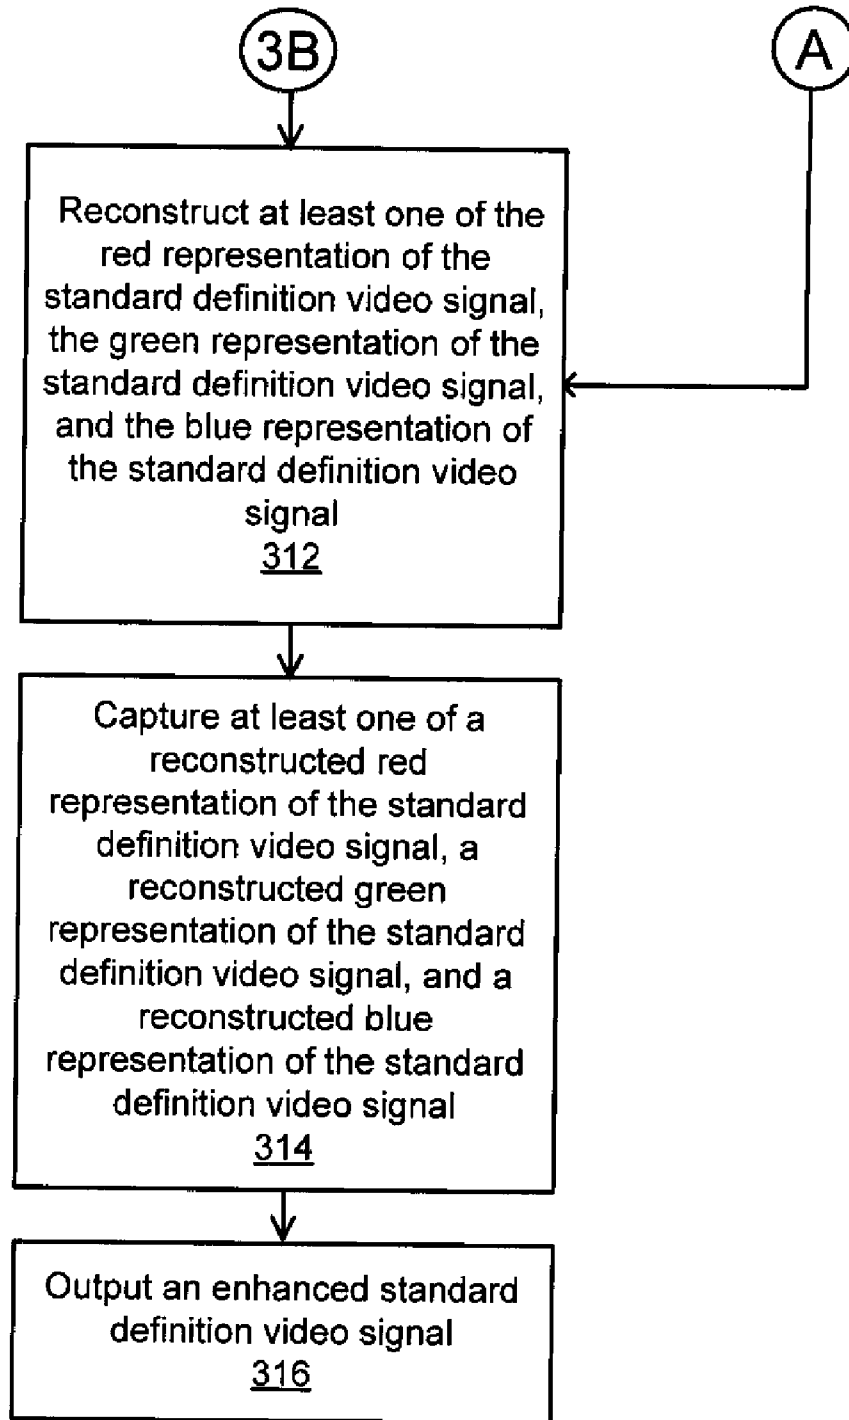 3B
A
Reconstruct at least one of the
red representation of the
standard definition video signal,
the green representation of the
standard definition video signal,
and the blue representation of
the standard definition video
signal
312
Capture at least one of a
reconstructed red
representation of the standard
definition video signal, a
reconstructed green
representation of the standard
definition video signal, and a
reconstructed blue
representation of the standard
definition video signal
314
Output an enhanced standard
definition video signal
316